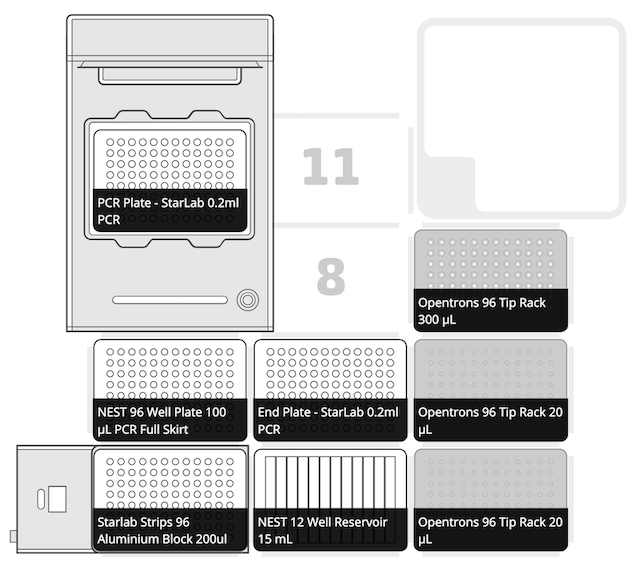 PCR Plate - StarLab 0.2ml
PCR
11
8
Opentrons 96 Tip Rack
300 µL
NEST 96 Well Plate 100
µL PCR Full Skirt
End Plate - StarLab 0.2ml
PCR
Opentrons 96 Tip Rack 20
µL
Starlab Strips 96
Aluminium Block 200ul
NEST 12 Well Reservoir
15 mL
Opentrons 96 Tip Rack 20
µL